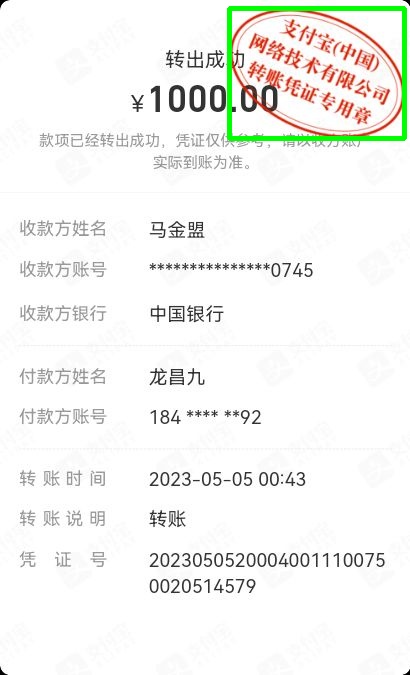 支付宝(中国)
网络技术有限公司
转账凭证专用章
转出成功
¥1000.00
款项已经转出成功，凭证仅供参考，请以收方账户
实际到账为准。
收款方姓名 马金盟
收款方账号 ***************0745
收款方银行 中国银行
付款方姓名 龙昌九
付款方账号 184 **** **92
转账时间 2023-05-05 00:43
转账说明 转账
凭证号 2023050520004001110075
0020514579